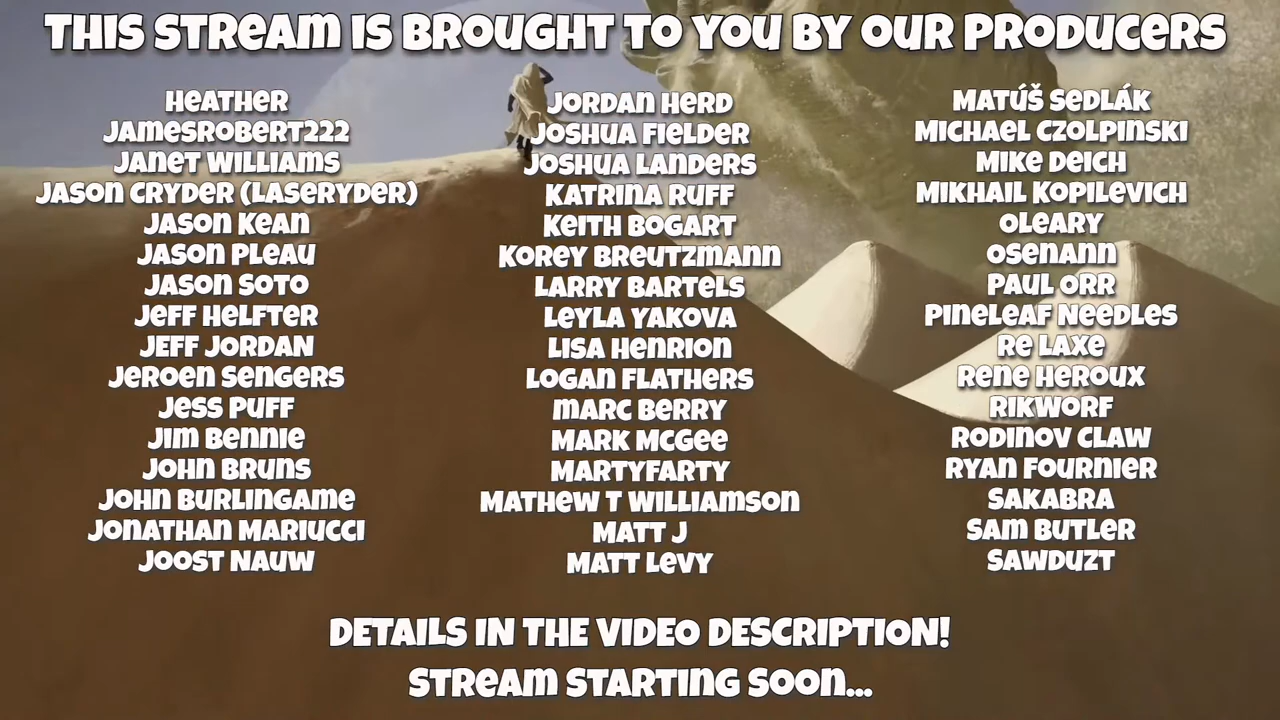 THIS STREAM IS BROUGHT TO YOU BY OUR PRODUCERS
HEATHER
JAMESROBERT222
JANET WILLIAMS
JASON CRYDER (LASERYDER)
JASON KEAN
JASON PLEAU
JASON SOTO
JEFF HELFTER
JEFF JORDAN
JEROEN SENGERS
JESS PUFF
JIM BENNIE
JOHN BRUNS
JOHN BURLINGAME
JONATHAN MARIUCCI
JOOST NAUW
JORDAN HERD
JOSHUA FIELDER
JOSHUA LANDERS
KATRINA RUFF
KEITH BOGART
KOREY BREUTZMANN
LARRY BARTELS
LEYLA YAKOVA
LISA HENRION
LOGAN FLATHERS
MARC BERRY
MARK MCGEE
MARTYFARTY
MATHEW T WILLIAMSON
MATT J
MATT LEVY
MATÚŠ SEDLÁK
MICHAEL CZOLPINSKI
MIKE DEICH
MIKHAIL KOPILEVICH
OLEARY
OSENANN
PAUL ORR
PINELEAF NEEDLES
RE LAXE
RENE HEROUX
RIKWORF
RODINOV CLAW
RYAN FOURNIER
SAKABRA
SAM BUTLER
SAWDUZT
DETAILS IN THE VIDEO DESCRIPTION!
STREAM STARTING SOON...